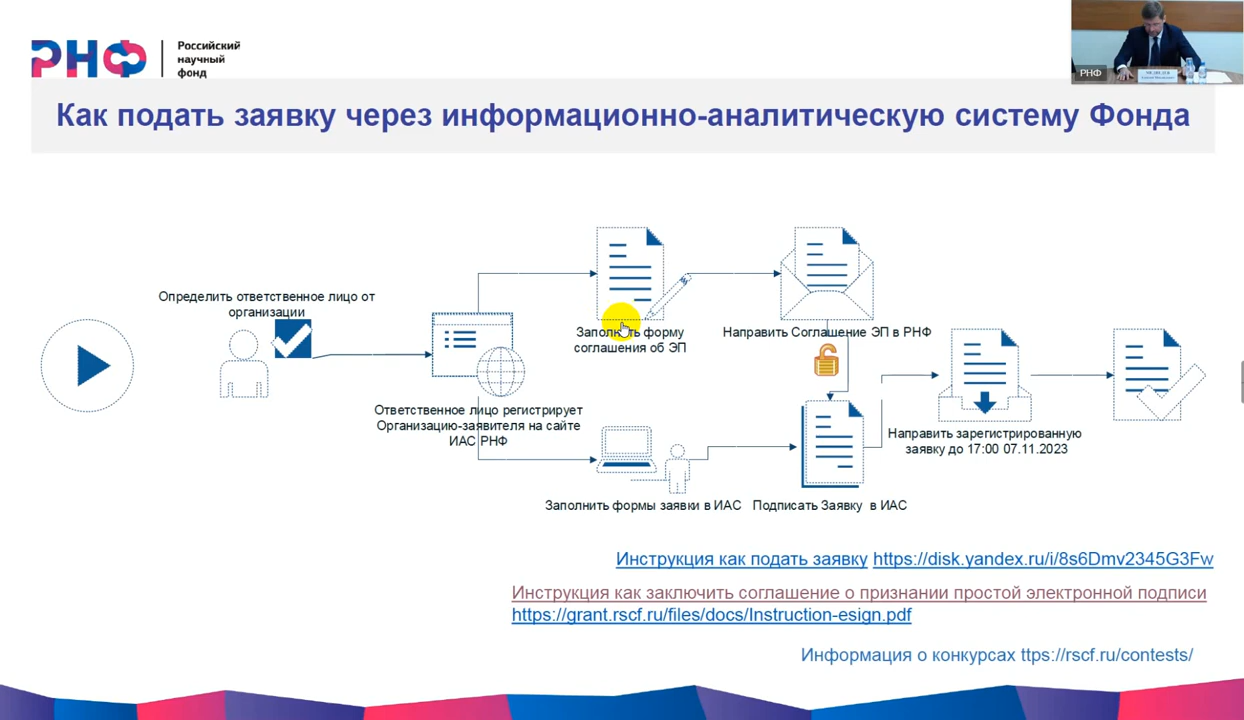 РНФ
Российский
научный
фонд
РНФ
Как подать заявку через информационно-аналитическую систему Фонда
Определить ответственное лицо от
организации
Заполнить форму
соглашения об ЭП
Направить Соглашение ЭП в РНФ
Ответственное лицо регистрирует
Организацию-заявителя на сайте
ИАС РНФ
Направить зарегистрированную
заявку до 17:00 07.11.2023
Заполнить формы заявки в ИАС
Подписать Заявку в ИАС
Инструкция как подать заявку https://disk.yandex.ru/i/8s6Dmv2345G3Fw
Инструкция как заключить соглашение о признании простой электронной подписи
https://grant.rscf.ru/files/docs/Instruction-esign.pdf
Информация о конкурсах ttps://rscf.ru/contests/